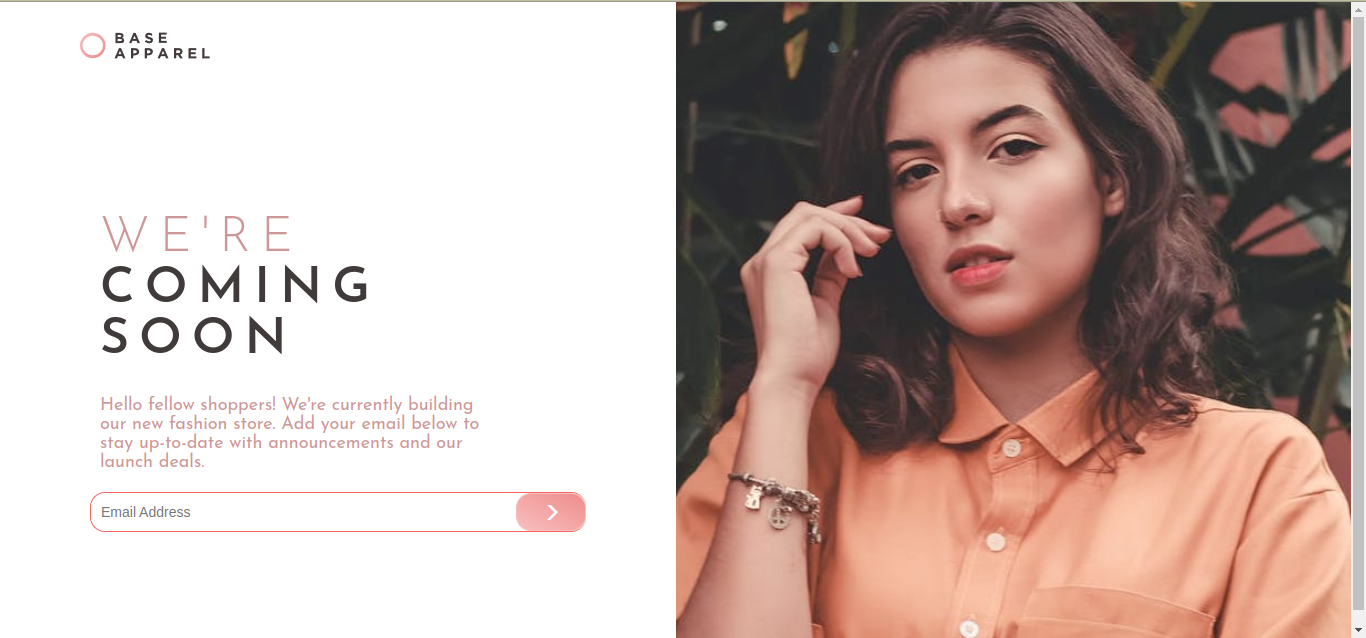 BASE
APPAREL
WE'RE
COMING
SOON
Hello fellow shoppers! We're currently building
our new fashion store. Add your email below to
stay up-to-date with announcements and our
launch deals.
Email Address